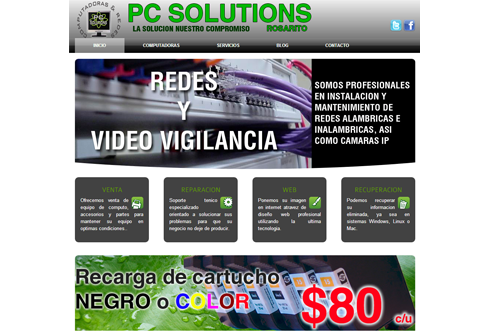 COMPUTADORAS & REDES
PC SOLUTIONS
LA SOLUCION NUESTRO COMPROMISO
ROSARITO
INICIO COMPUTADORAS SERVICIOS BLOG CONTACTO
REDES
Y
VIDEO VIGILANCIA
SOMOS PROFESIONALES
EN INSTALACION Y
MANTENIMIENTO DE
REDES ALAMBRICAS E
INALAMBRICAS, ASI
COMO CAMARAS IP
VENTA
Ofrecemos venta de
equipo de computo,
accesorios y partes para
mantener su equipo en
optimas condiciones..
REPARACION
Soporte tenico
especializado
orientado a solucionar sus
problemas para que su
negocio no deje de producir.
WEB
Ponemos su imagen
en internet atravez de
diseño web profesional
utilizando la ultima
tecnologia.
RECUPERACION
Podemos recuperar
su informacion
eliminada, ya sea en
sistemas Windows, Linux e
Mac.
Recarga de cartucho
NEGRO o COLOR
$80 c/u